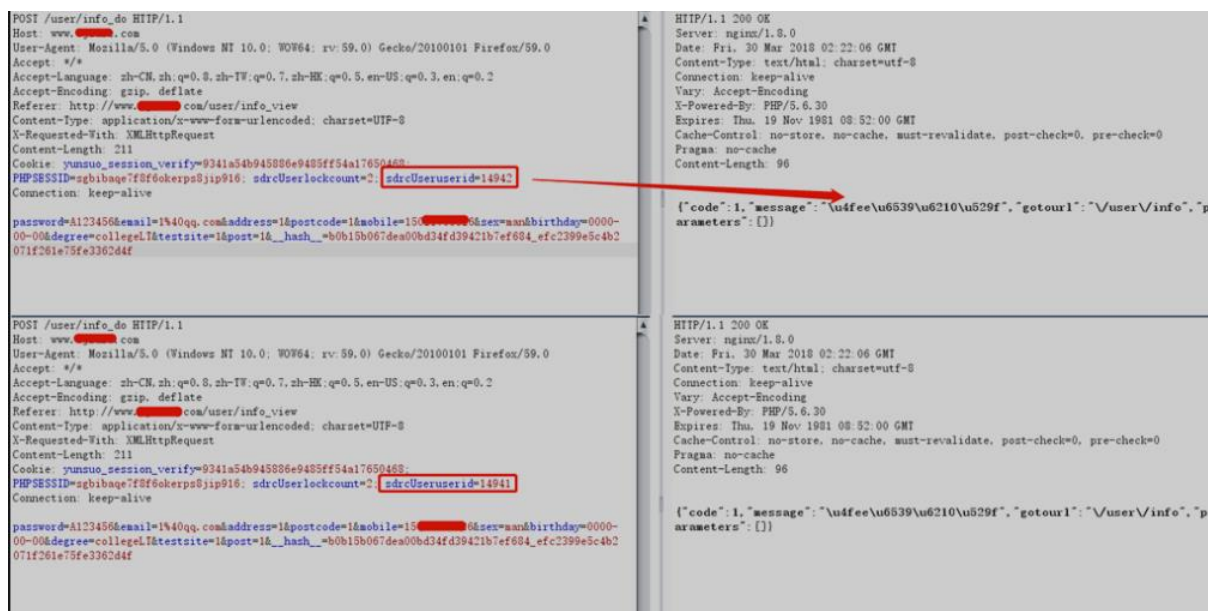 POST /user/info_do HTTP/1.1
Host: www. .com
User-Agent: Mozilla/5.0 (Windows NT 10.0; WOW64; rv:59.0) Gecko/20100101 Firefox/59.0
Accept: */*
Accept-Language: zh-CN,zh;q=0.8,zh-TW;q=0.7,zh-HK;q=0.5,en-US;q=0.3,en;q=0.2
Accept-Encoding: gzip, deflate
Referer: http://www. com/user/info_view
Content-Type: application/x-www-form-urlencoded; charset=UTF-8
X-Requested-With: XMLHttpRequest
Content-Length: 211
Cookie: yunsuo_session_verify=9341a54b945886e9485ff54a17650468;
PHPSESSID=sgbibaqe7f8f6okerps8jip916; sdrcUserlockcount=2; sdrcUseruserid=14942
Connection: keep-alive
password=A123456&email=1%40qq.com&address=1&postcode=1&mobile=150 6&sex=man&birthday=0000-
00-00&degree=collegeLT&testsite=1&post=1&__hash__=b0b15b067dea00bd34fd39421b7ef684_efc2399e5c4b2
071f261e75fe3362d4f
HTTP/1.1 200 OK
Server: nginx/1.8.0
Date: Fri, 30 Mar 2018 02:22:06 GMT
Content-Type: text/html; charset=utf-8
Connection: keep-alive
Vary: Accept-Encoding
X-Powered-By: PHP/5.6.30
Expires: Thu, 19 Nov 1981 08:52:00 GMT
Cache-Control: no-store, no-cache, must-revalidate, post-check=0, pre-check=0
Pragma: no-cache
Content-Length: 96
{"code":1,"message":"\u4fee\u6539\u6210\u529f","gotourl":"\/user\/info","p
arameters":[]}
POST /user/info_do HTTP/1.1
Host: www. com
User-Agent: Mozilla/5.0 (Windows NT 10.0; WOW64; rv:59.0) Gecko/20100101 Firefox/59.0
Accept: */*
Accept-Language: zh-CN,zh;q=0.8,zh-TW;q=0.7,zh-HK;q=0.5,en-US;q=0.3,en;q=0.2
Accept-Encoding: gzip, deflate
Referer: http://www. com/user/info_view
Content-Type: application/x-www-form-urlencoded; charset=UTF-8
X-Requested-With: XMLHttpRequest
Content-Length: 211
Cookie: yunsuo_session_verify=9341a54b945886e9485ff54a17650468;
PHPSESSID=sgbibaqe7f8f6okerps8jip916; sdrcUserlockcount=2; sdrcUseruserid=14941
Connection: keep-alive
password=A123456&email=1%40qq.com&address=1&postcode=1&mobile=15 6&sex=man&birthday=0000-
00-00&degree=collegeLT&testsite=1&post=1&__hash__=b0b15b067dea00bd34fd39421b7ef684_efc2399e5c4b2
071f261e75fe3362d4f
HTTP/1.1 200 OK
Server: nginx/1.8.0
Date: Fri, 30 Mar 2018 02:22:06 GMT
Content-Type: text/html; charset=utf-8
Connection: keep-alive
Vary: Accept-Encoding
X-Powered-By: PHP/5.6.30
Expires: Thu, 19 Nov 1981 08:52:00 GMT
Cache-Control: no-store, no-cache, must-revalidate, post-check=0, pre-check=0
Pragma: no-cache
Content-Length: 96
{"code":1,"message":"\u4fee\u6539\u6210\u529f","gotourl":"\/user\/info","p
arameters":[]}